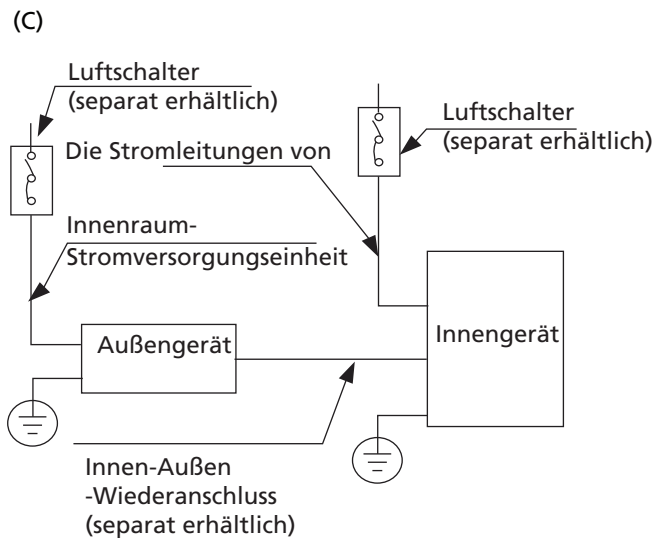 (C)
Luftschalter
(separat erhältlich)
Luftschalter
(separat erhältlich)
Die Stromleitungen von
Innenraum-
Stromversorgungseinheit
Außengerät
Innengerät
Innen-Außen
-Wiederanschluss
(separat erhältlich)